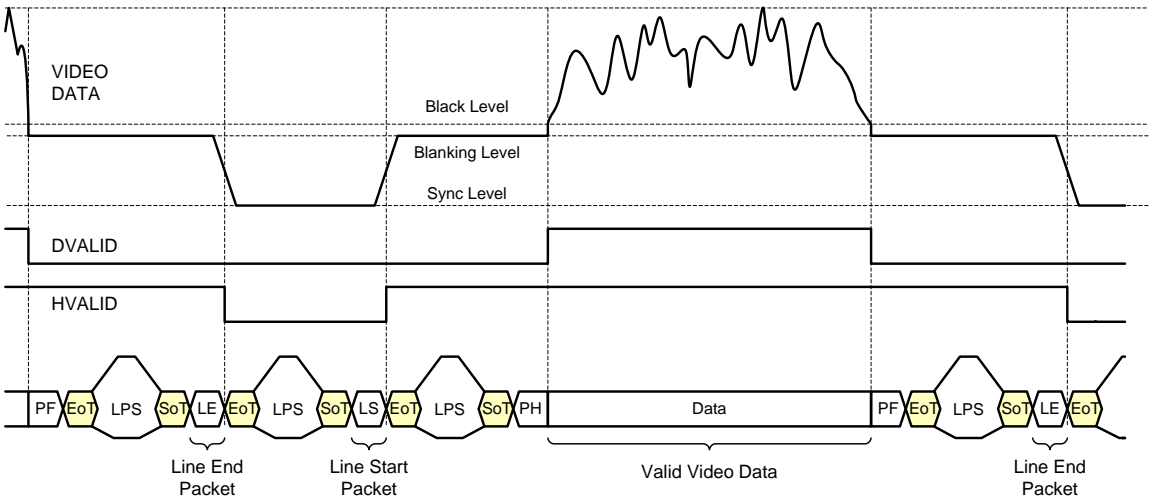 VIDEO
DATA
Black Level
Blanking Level
Sync Level
DVALID
HVALID
PF EoT LPS SoT LE EoT LPS SoT LS EoT LPS SoT PH Data PF EoT LPS SoT LE EoT
Line End
Packet
Line Start
Packet
Valid Video Data
Line End
Packet